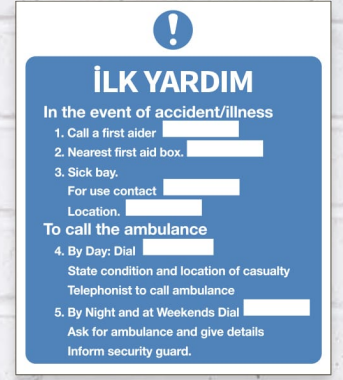 İLK YARDIM
In the event of accident/illness
1. Call a first aider
2. Nearest first aid box.
3. Sick bay.
For use contact
Location.
To call the ambulance
4. By Day: Dial
State condition and location of casualty
Telephonist to call ambulance
5. By Night and at Weekends Dial
Ask for ambulance and give details
Inform security guard.